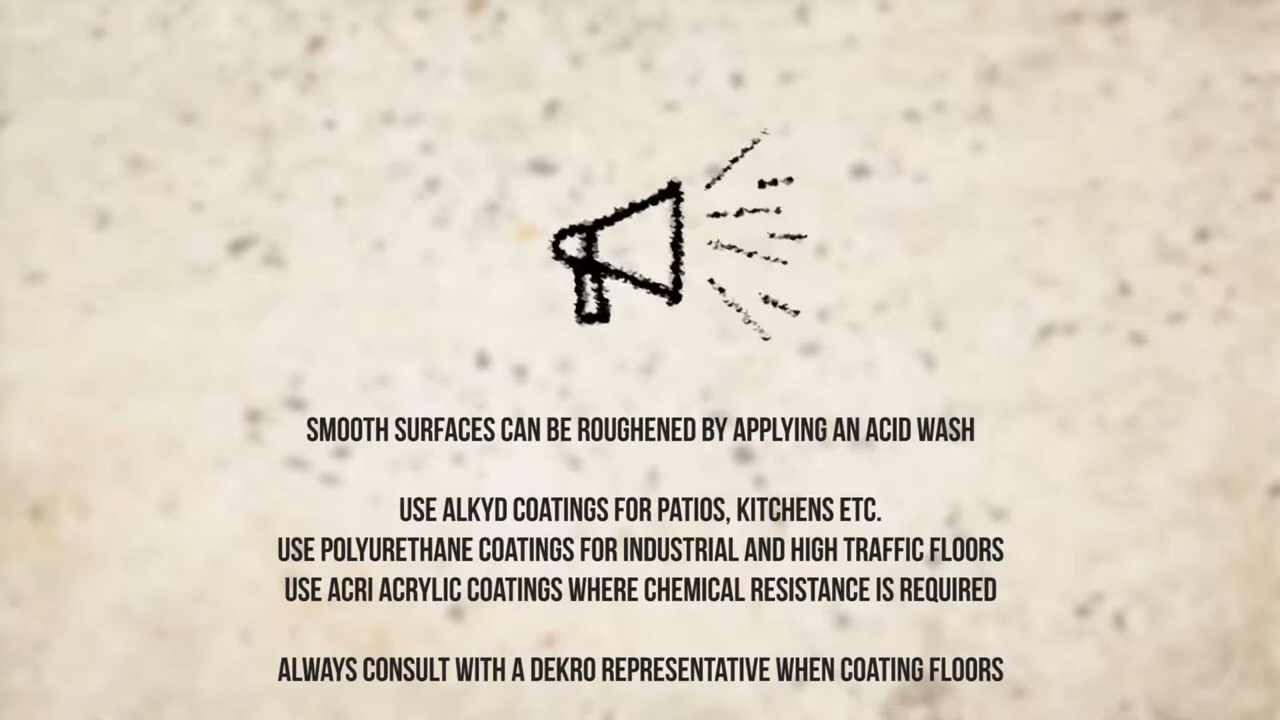 SMOOTH SURFACES CAN BE ROUGHENED BY APPLYING AN ACID WASH
USE ALKYD COATINGS FOR PATIOS, KITCHENS ETC.
USE POLYURETHANE COATINGS FOR INDUSTRIAL AND HIGH TRAFFIC FLOORS
USE ACRI ACRYLIC COATINGS WHERE CHEMICAL RESISTANCE IS REQUIRED
ALWAYS CONSULT WITH A DEKRO REPRESENTATIVE WHEN COATING FLOORS